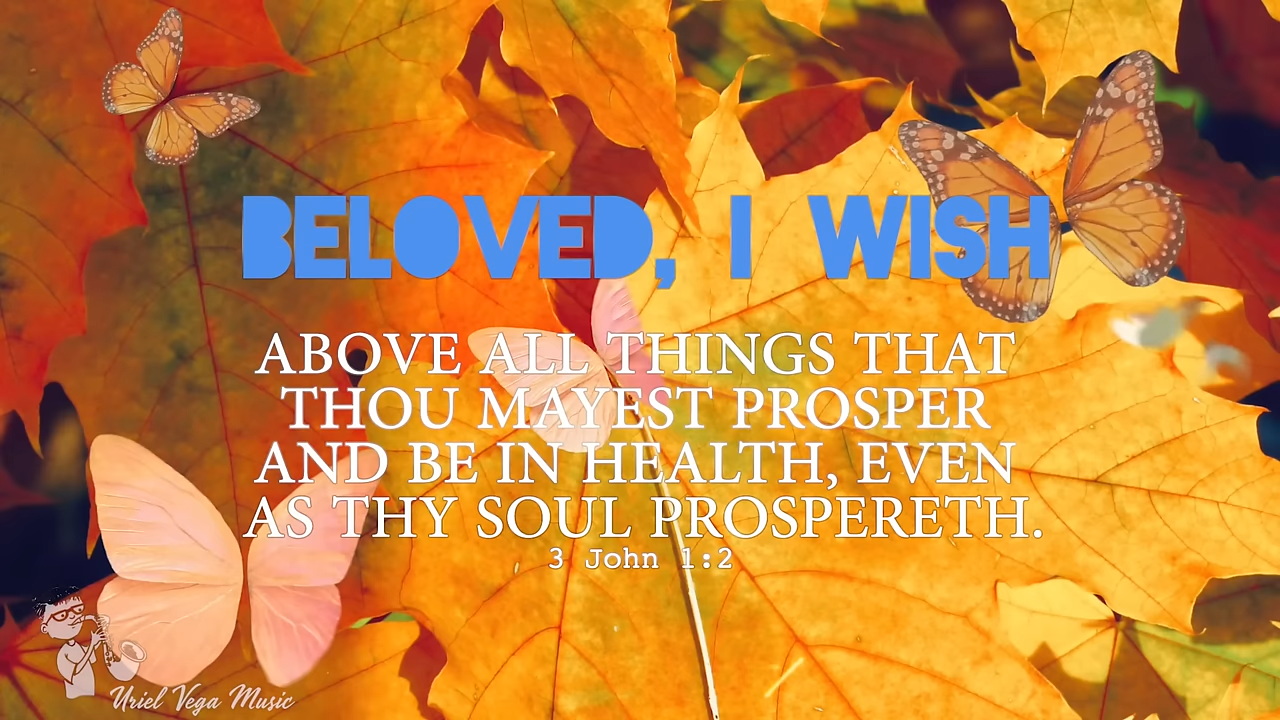 BELOVED, I WISH
ABOVE ALL THINGS THAT
THOU MAYEST PROSPER
AND BE IN HEALTH, EVEN
AS THY SOUL PROSPERETH.
3 John 1:2
Uriel Vega Music